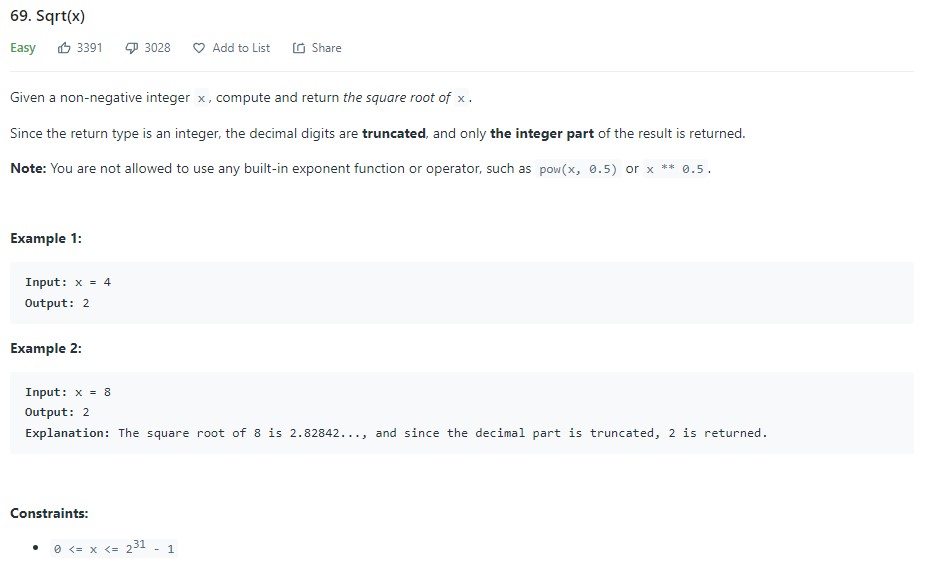 69. Sqrt(x)
Easy 3391 3028 Add to List Share
Given a non-negative integer x, compute and return the square root of x.
Since the return type is an integer, the decimal digits are truncated, and only the integer part of the result is returned.
Note: You are not allowed to use any built-in exponent function or operator, such as pow(x, 0.5) or x ** 0.5.
Example 1:
Input: x = 4
Output: 2
Example 2:
Input: x = 8
Output: 2
Explanation: The square root of 8 is 2.82842..., and since the decimal part is truncated, 2 is returned.
Constraints:
• 0 <= x <= 2³¹ - 1